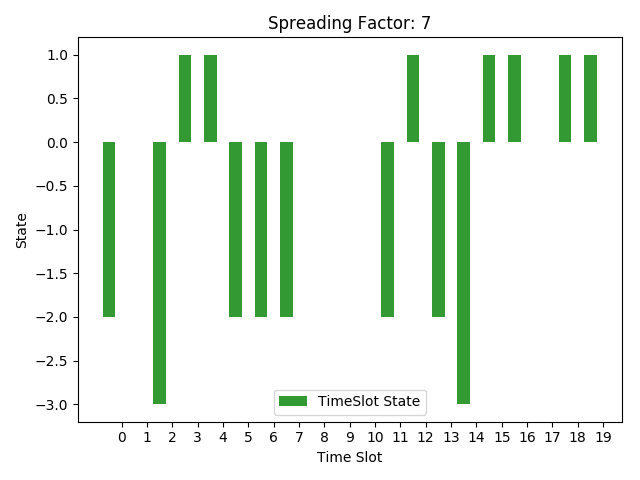 Spreading Factor: 7
State
1.0
0.5
0.0
−0.5
−1.0
−1.5
−2.0
−2.5
−3.0
TimeSlot State
0 1 2 3 4 5 6 7 8 9 10 11 12 13 14 15 16 17 18 19
Time Slot